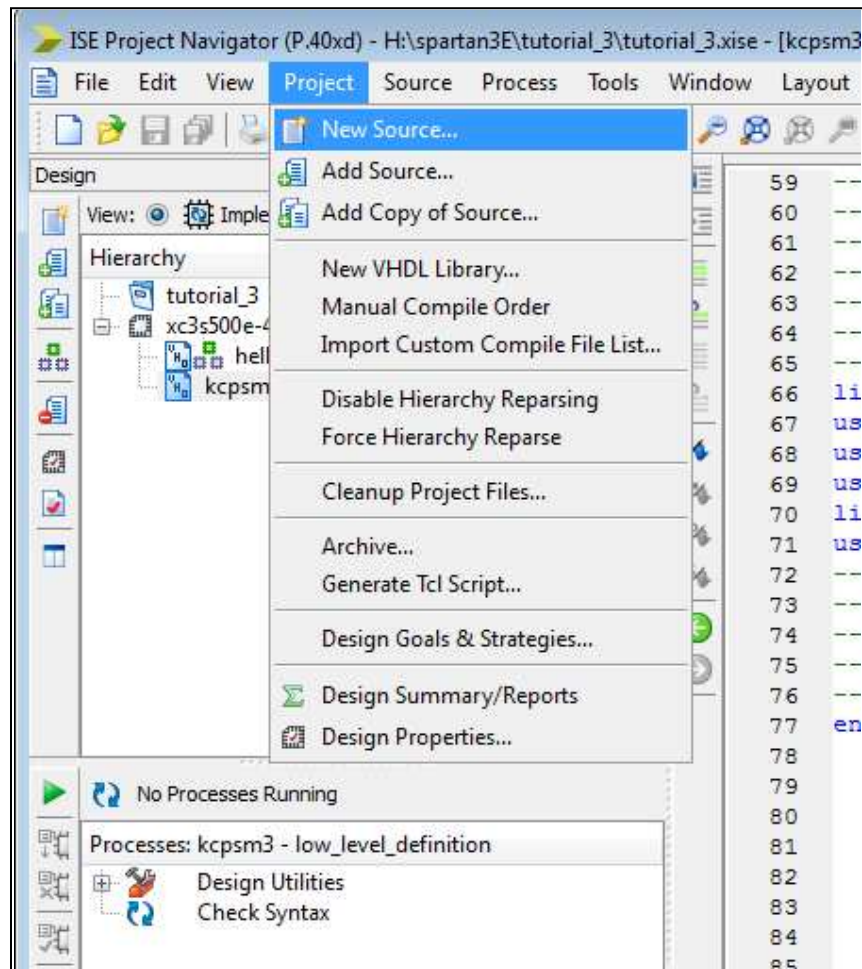 ISE Project Navigator (P.40xd) - H:\spartan3E\tutorial_3\tutorial_3.xise - [kcpsm3
File Edit View Project Source Process Tools Window Layout
New Source...
Add Source...
Add Copy of Source...
New VHDL Library...
Manual Compile Order
Import Custom Compile File List...
Disable Hierarchy Reparsing
Force Hierarchy Reparse
Cleanup Project Files...
Archive...
Generate Tcl Script...
Design Goals & Strategies...
Design Summary/Reports
Design Properties...
Design
View: Imple
Hierarchy
tutorial_3
xc3s500e-4
hell
kcpsm
No Processes Running
Processes: kcpsm3 - low_level_definition
Design Utilities
Check Syntax
59 --
60 --
61 --
62 --
63 --
64 --
65 --
66 li
67 us
68 us
69 us
70 li
71 us
72 --
73 --
74 --
75 --
76 --
77 en
78
79
80
81
82
83
84
85